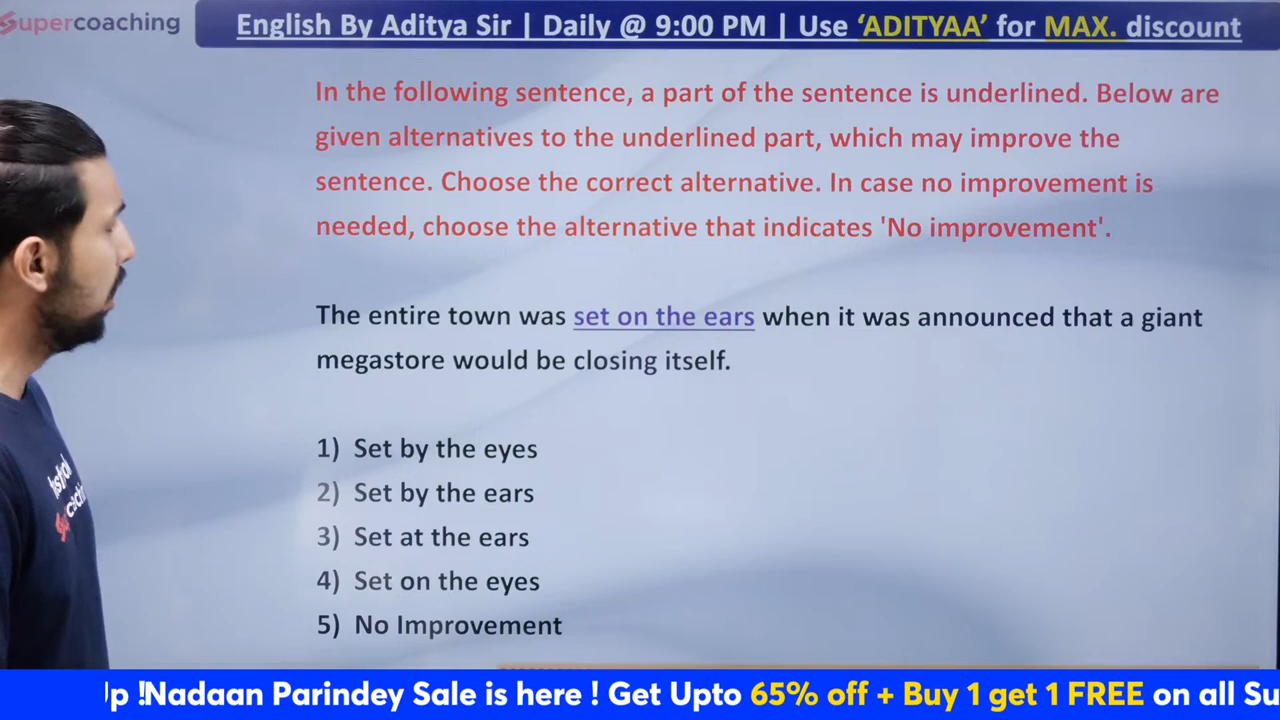 Supercoaching
English By Aditya Sir | Daily @ 9:00 PM | Use ‘ADITYAA’ for MAX. discount
In the following sentence, a part of the sentence is underlined. Below are
given alternatives to the underlined part, which may improve the
sentence. Choose the correct alternative. In case no improvement is
needed, choose the alternative that indicates 'No improvement'.
The entire town was set on the ears when it was announced that a giant
megastore would be closing itself.
1) Set by the eyes
2) Set by the ears
3) Set at the ears
4) Set on the eyes
5) No Improvement
!Nadaan Parindey Sale is here ! Get Upto 65% off + Buy 1 get 1 FREE on all